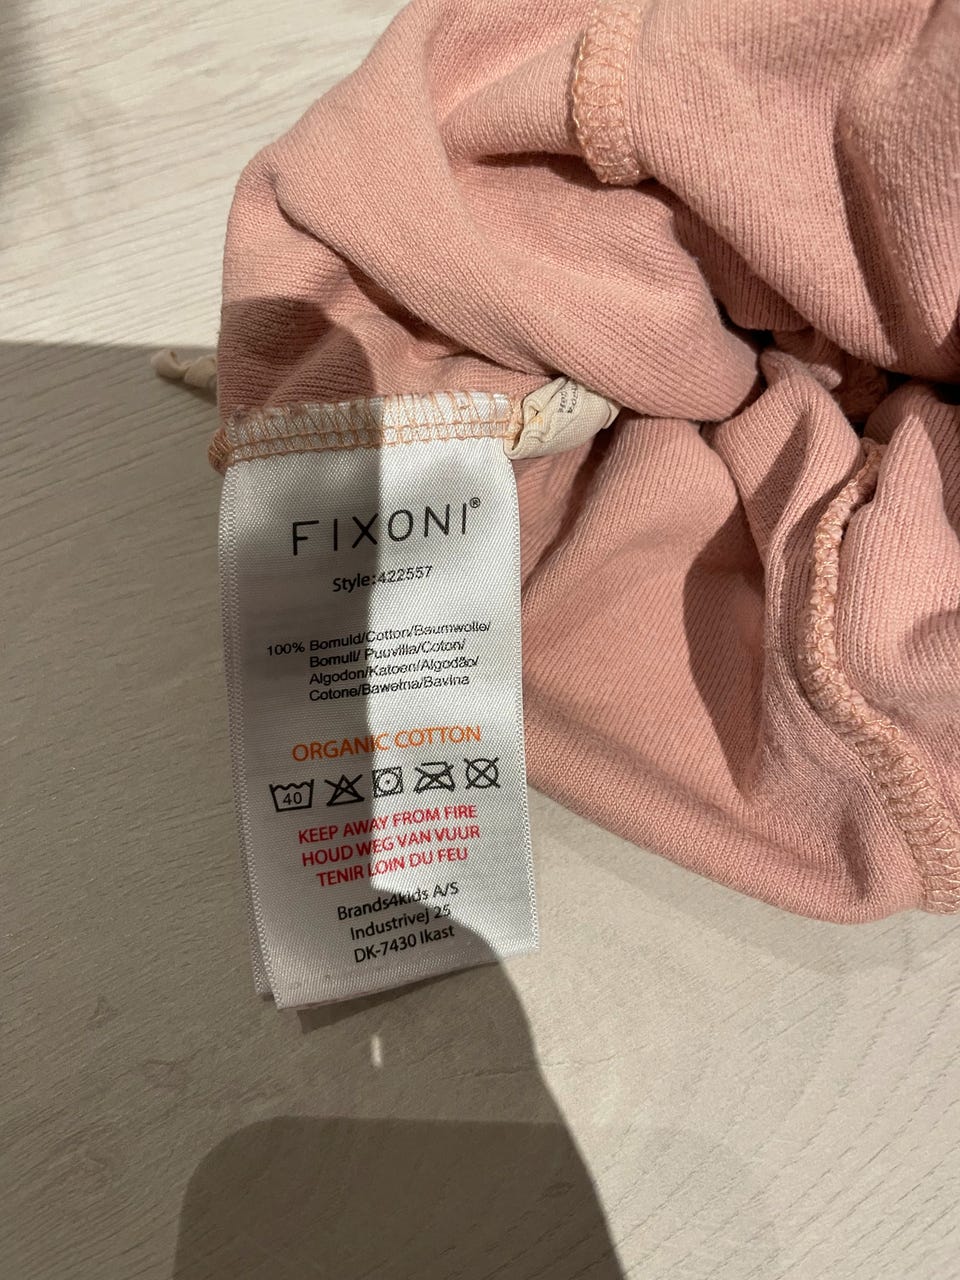 FIXONI®
Style:422557
100% Bomuld/Cotton/Baumwolle/
Bomull/ Puuvilla/Coton/
Algodon/Katoen/Algodão/
Cotone/Bawełna/Bavlna
ORGANIC COTTON
40
KEEP AWAY FROM FIRE
HOUD WEG VAN VUUR
TENIR LOIN DU FEU
Brands4kids A/S
Industrivej 25
DK-7430 Ikast